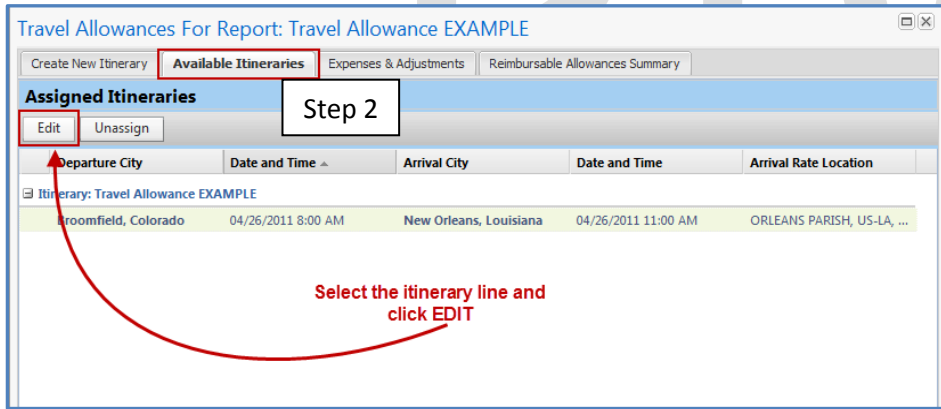 Travel Allowances For Report: Travel Allowance EXAMPLE
Create New Itinerary Available Itineraries Expenses & Adjustments Reimbursable Allowances Summary
Assigned Itineraries
Step 2
Edit Unassign
Departure City Date and Time Arrival City Date and Time Arrival Rate Location
Itinerary: Travel Allowance EXAMPLE
Broomfield, Colorado 04/26/2011 8:00 AM New Orleans, Louisiana 04/26/2011 11:00 AM ORLEANS PARISH, US-LA, ...
Select the itinerary line and
click EDIT